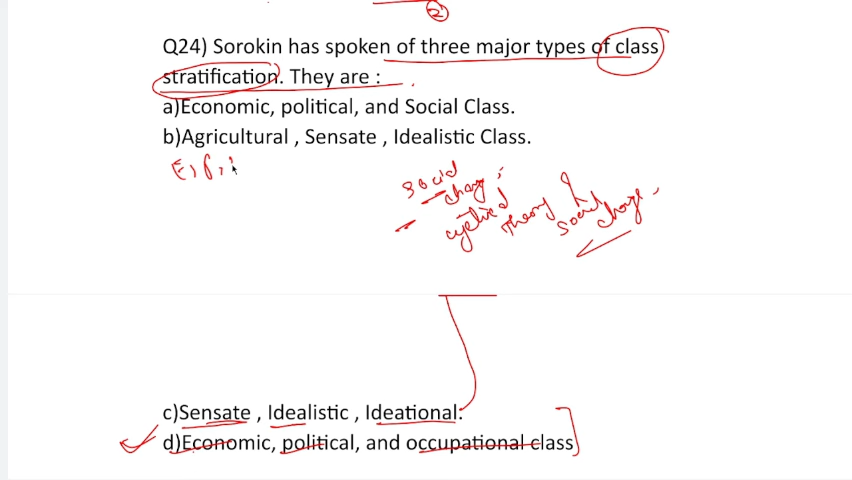 2
Q24) Sorokin has spoken of three major types of class
stratification. They are :
a)Economic, political, and Social Class.
b)Agricultural , Sensate , Idealistic Class.
E, P,
social
change,
cyclical
Theory of
social
change.
c)Sensate , Idealistic , Ideational.
d)Economic, political, and occupational class